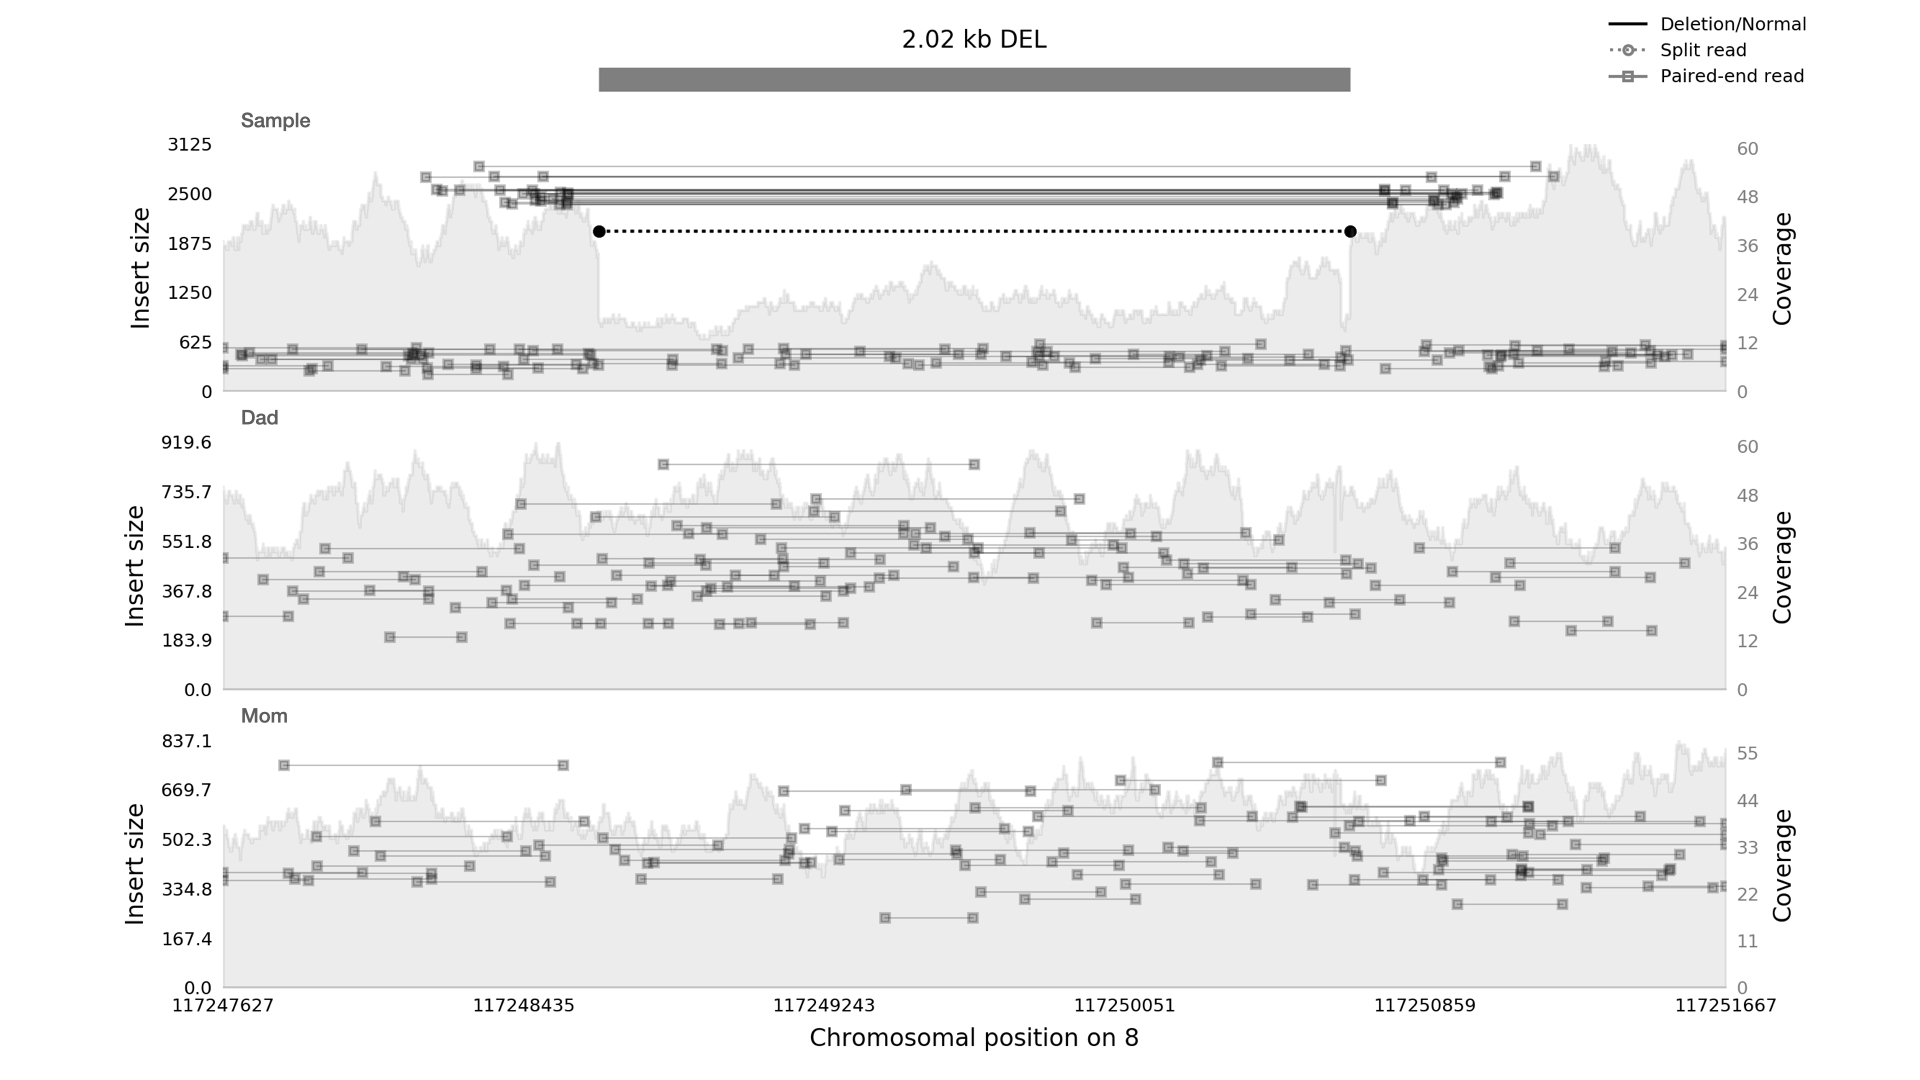 2.02 kb DEL
Deletion/Normal
Split read
Paired-end read
Sample
3125
2500
1875
1250
625
0
Insert size
60
48
36
24
12
0
Coverage
Dad
919.6
735.7
551.8
367.8
183.9
0.0
Insert size
60
48
36
24
12
0
Coverage
Mom
837.1
669.7
502.3
334.8
167.4
0.0
Insert size
55
44
33
22
11
0
Coverage
117247627 117248435 117249243 117250051 117250859 117251667
Chromosomal position on 8